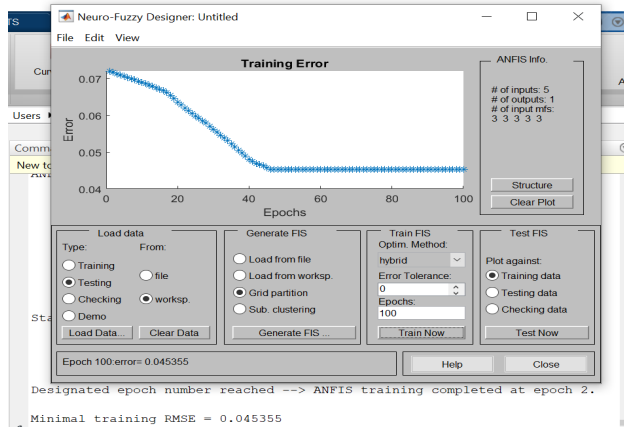 TS
Neuro-Fuzzy Designer: Untitled
File Edit View
Cur
A
Users
Comma
New to
Training Error
Error
0.07
0.06
0.05
0.04
0 20 40 60 80 100
Epochs
ANFIS Info.
# of inputs: 5
# of outputs: 1
# of input mfs:
3 3 3 3 3
Structure
Clear Plot
Load data
Type: From:
Training
file
Testing
Checking worksp.
Demo
Load Data... Clear Data
Generate FIS
Load from file
Load from worksp.
Grid partition
Sub. clustering
Generate FIS ...
Train FIS
Optim. Method:
hybrid
Error Tolerance:
0
Epochs:
100
Train Now
Test FIS
Plot against:
Training data
Testing data
Checking data
Test Now
Sta
Epoch 100:error= 0.045355
Help Close
Designated epoch number reached --> ANFIS training completed at epoch 2.
Minimal training RMSE = 0.045355